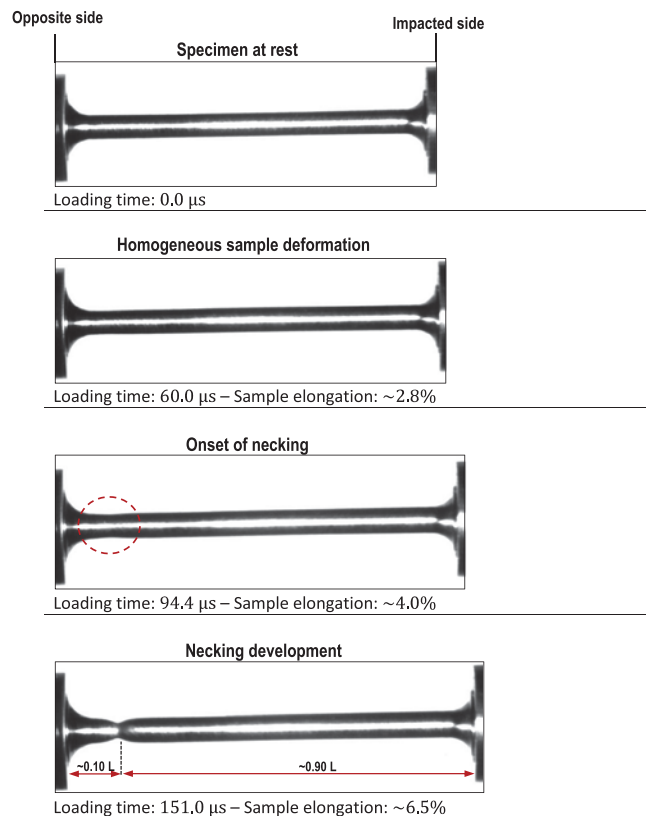 Opposite side
Impacted side
Specimen at rest
Loading time: 0.0 μs
Homogeneous sample deformation
Loading time: 60.0 μs – Sample elongation: ~2.8%
Onset of necking
Loading time: 94.4 μs – Sample elongation: ~4.0%
Necking development
~0.10 L
~0.90 L
Loading time: 151.0 μs – Sample elongation: ~6.5%